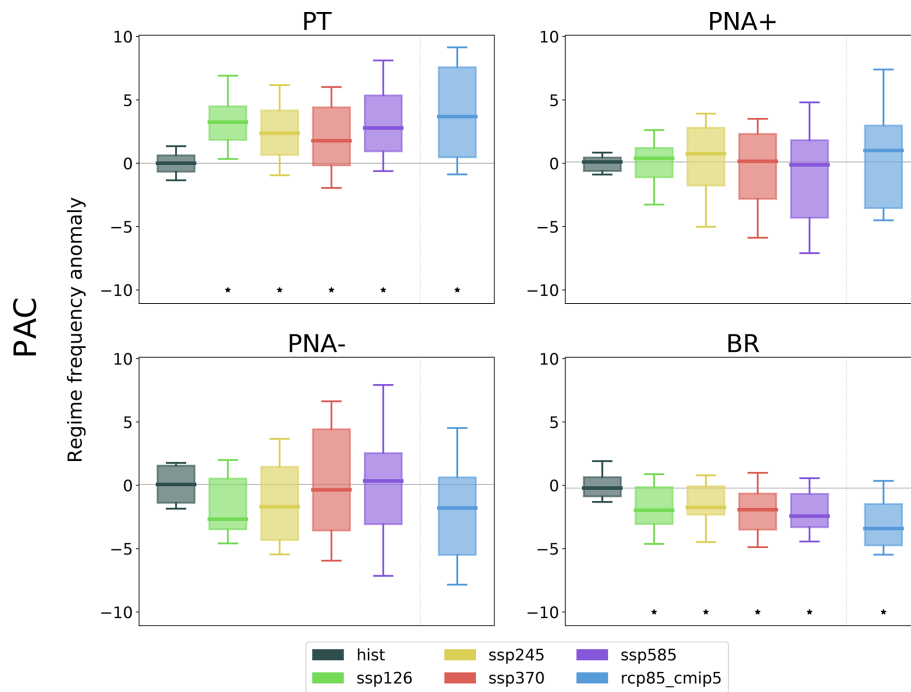 PT
PNA+
10
5
0
−5
−10
10
5
0
−5
−10
PAC
Regime frequency anomaly
PNA-
BR
10
5
0
−5
−10
10
5
0
−5
−10
hist
ssp245
ssp585
ssp126
ssp370
rcp85_cmip5